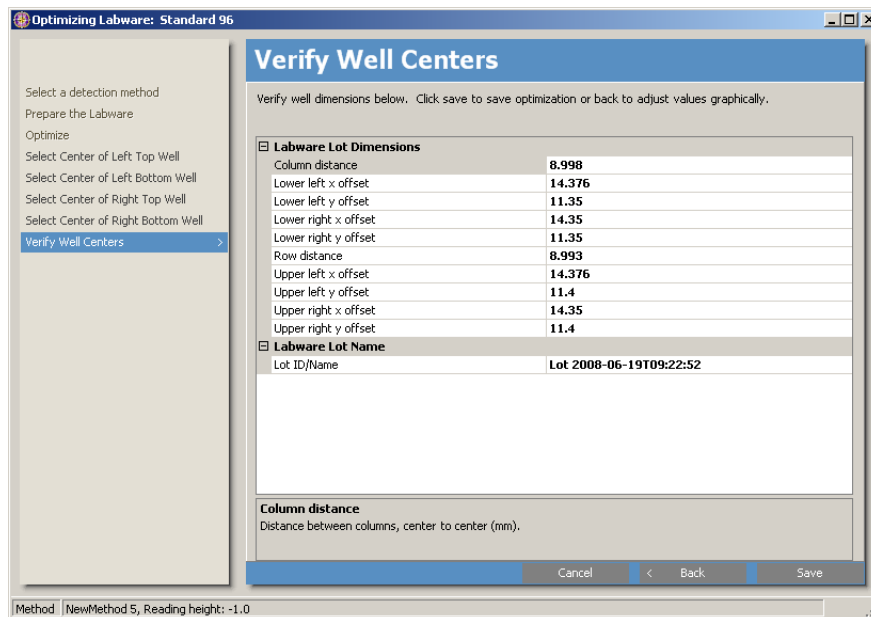 Optimizing Labware: Standard 96
Select a detection method
Prepare the Labware
Optimize
Select Center of Left Top Well
Select Center of Left Bottom Well
Select Center of Right Top Well
Select Center of Right Bottom Well
Verify Well Centers >
Verify Well Centers
Verify well dimensions below. Click save to save optimization or back to adjust values graphically.
Labware Lot Dimensions
Column distance 8.998
Lower left x offset 14.376
Lower left y offset 11.35
Lower right x offset 14.35
Lower right y offset 11.35
Row distance 8.993
Upper left x offset 14.376
Upper left y offset 11.4
Upper right x offset 14.35
Upper right y offset 11.4
Labware Lot Name
Lot ID/Name Lot 2008-06-19T09:22:52
Column distance
Distance between columns, center to center (mm).
Cancel < Back Save
Method NewMethod 5, Reading height: -1.0